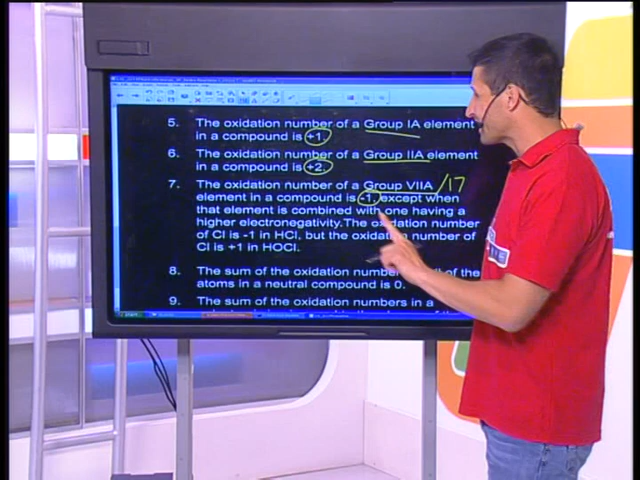 5. The oxidation number of a Group IA element
in a compound is +1.
6. The oxidation number of a Group IIA element
in a compound is +2.
7. The oxidation number of a Group VIIA /17
element in a compound is -1, except when
that element is combined with one having a
higher electronegativity. The oxidation number
of Cl is -1 in HCl, but the oxidation number of
Cl is +1 in HOCl.
8. The sum of the oxidation number of the
atoms in a neutral compound is 0.
9. The sum of the oxidation numbers in a